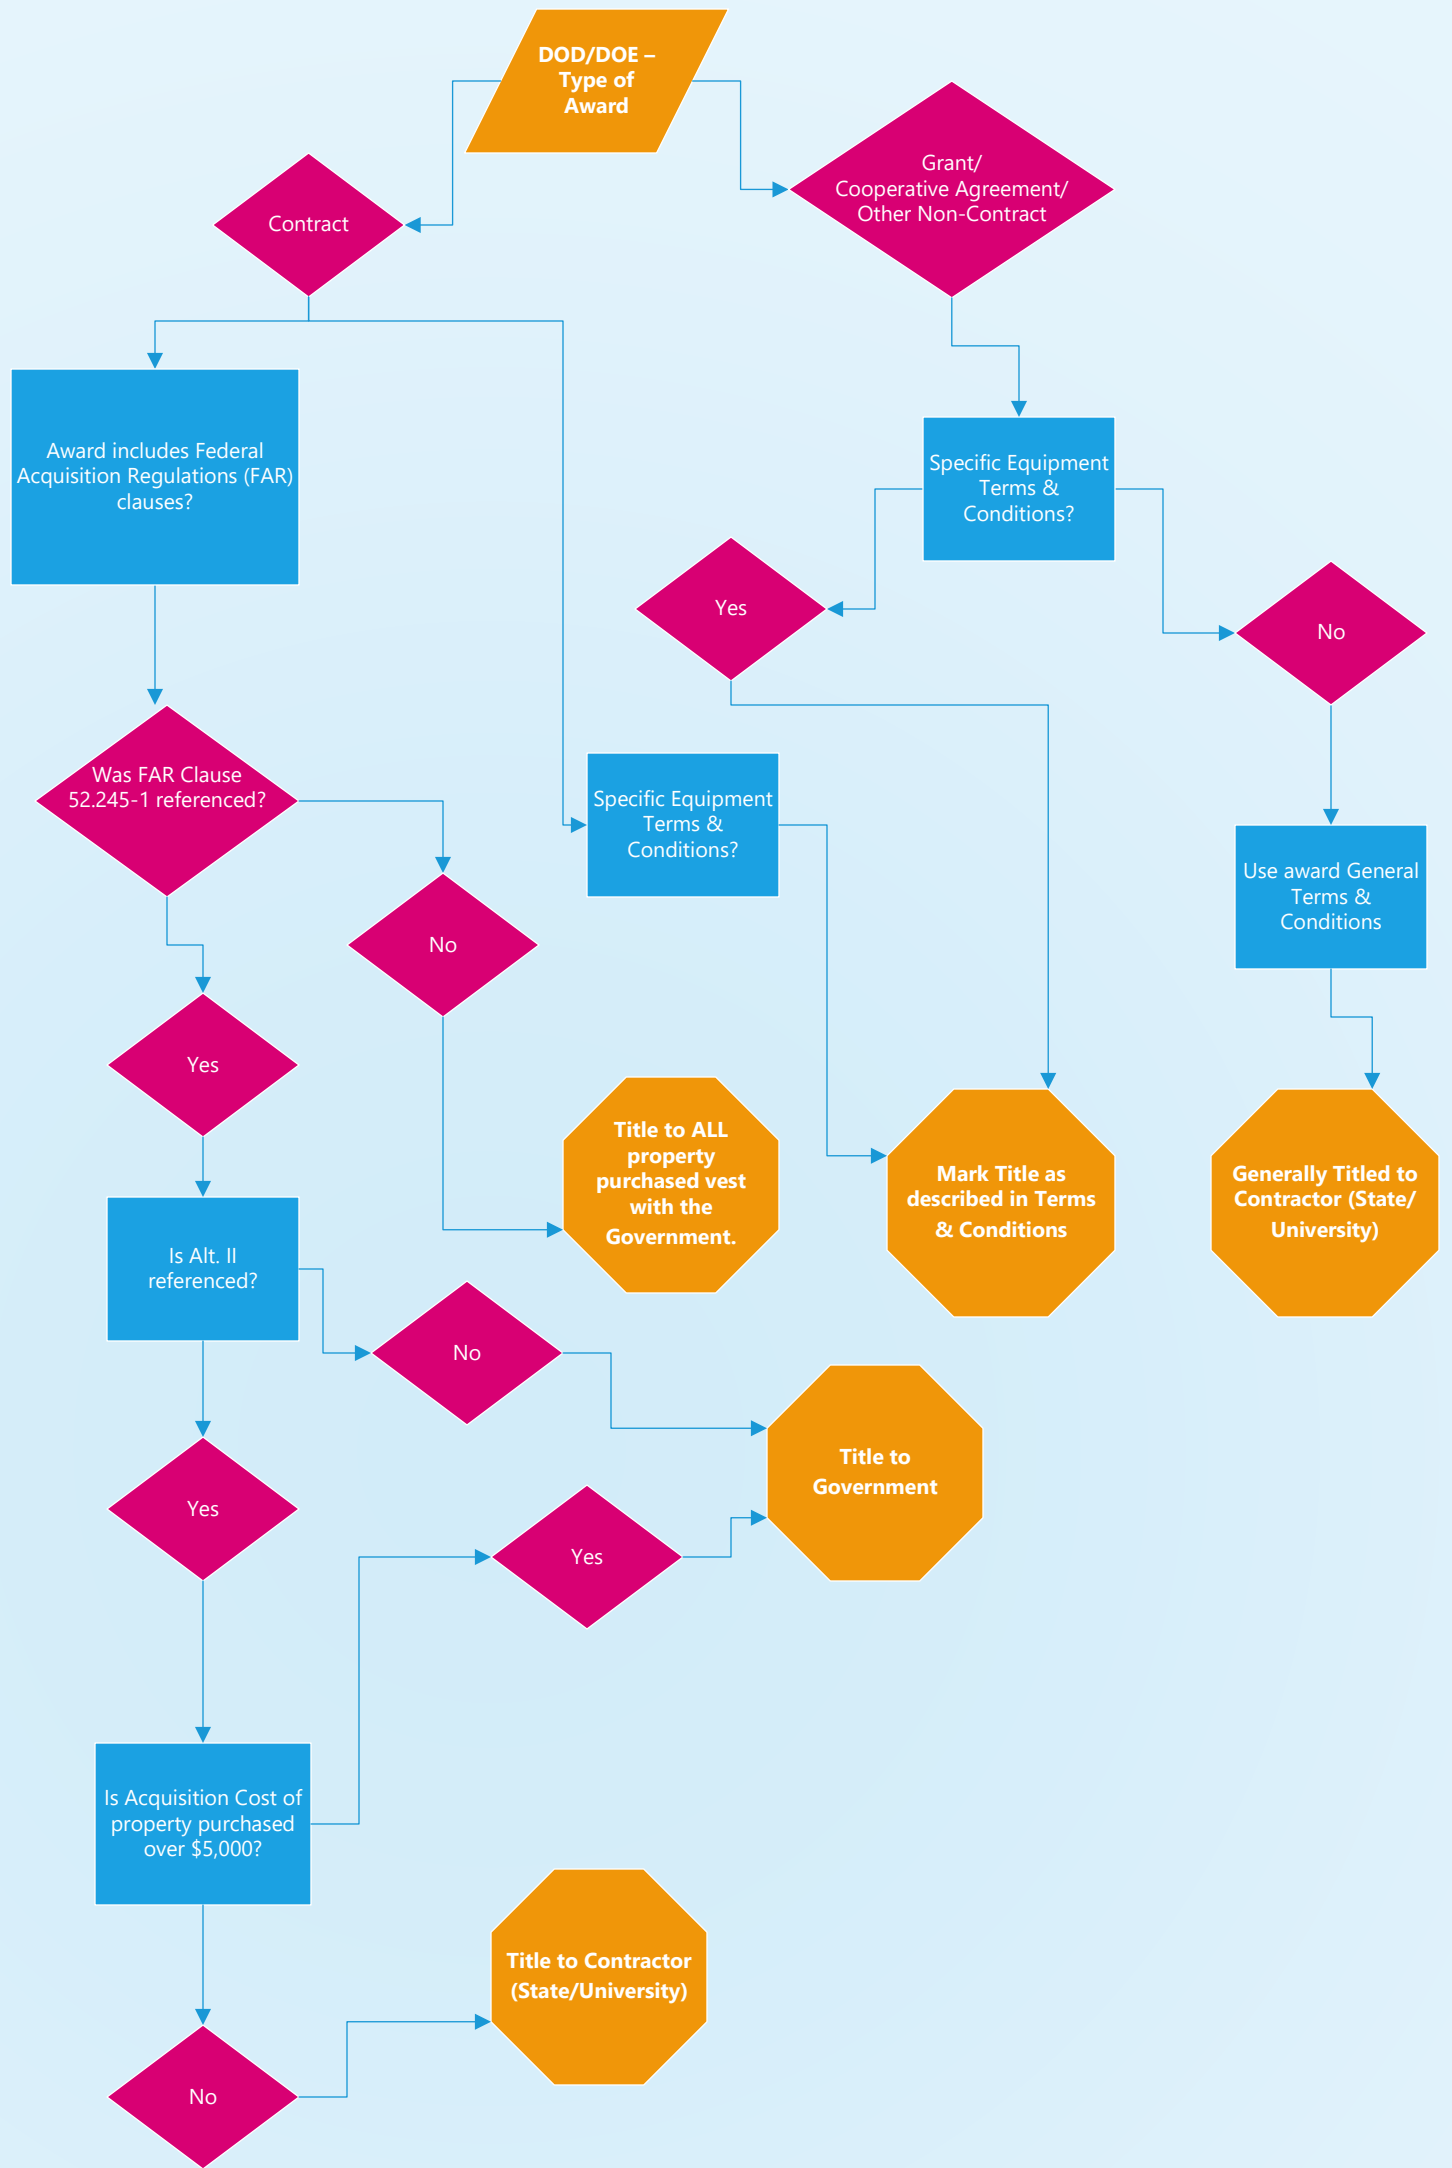 DOD/DOE –
Type of
Award
Grant/
Cooperative Agreement/
Other Non-Contract
Contract
Award includes Federal
Acquisition Regulations (FAR)
clauses?
Specific Equipment
Terms &
Conditions?
Yes
No
Was FAR Clause
52.245-1 referenced?
Specific Equipment
Terms &
Conditions?
Use award General
Terms &
Conditions
No
Yes
Title to ALL
property
purchased vest
with the
Government.
Mark Title as
described in Terms
& Conditions
Generally Titled to
Contractor (State/
University)
Is Alt. II
referenced?
No
Title to
Government
Yes
Yes
Is Acquisition Cost of
property purchased
over $5,000?
Title to Contractor
(State/University)
No